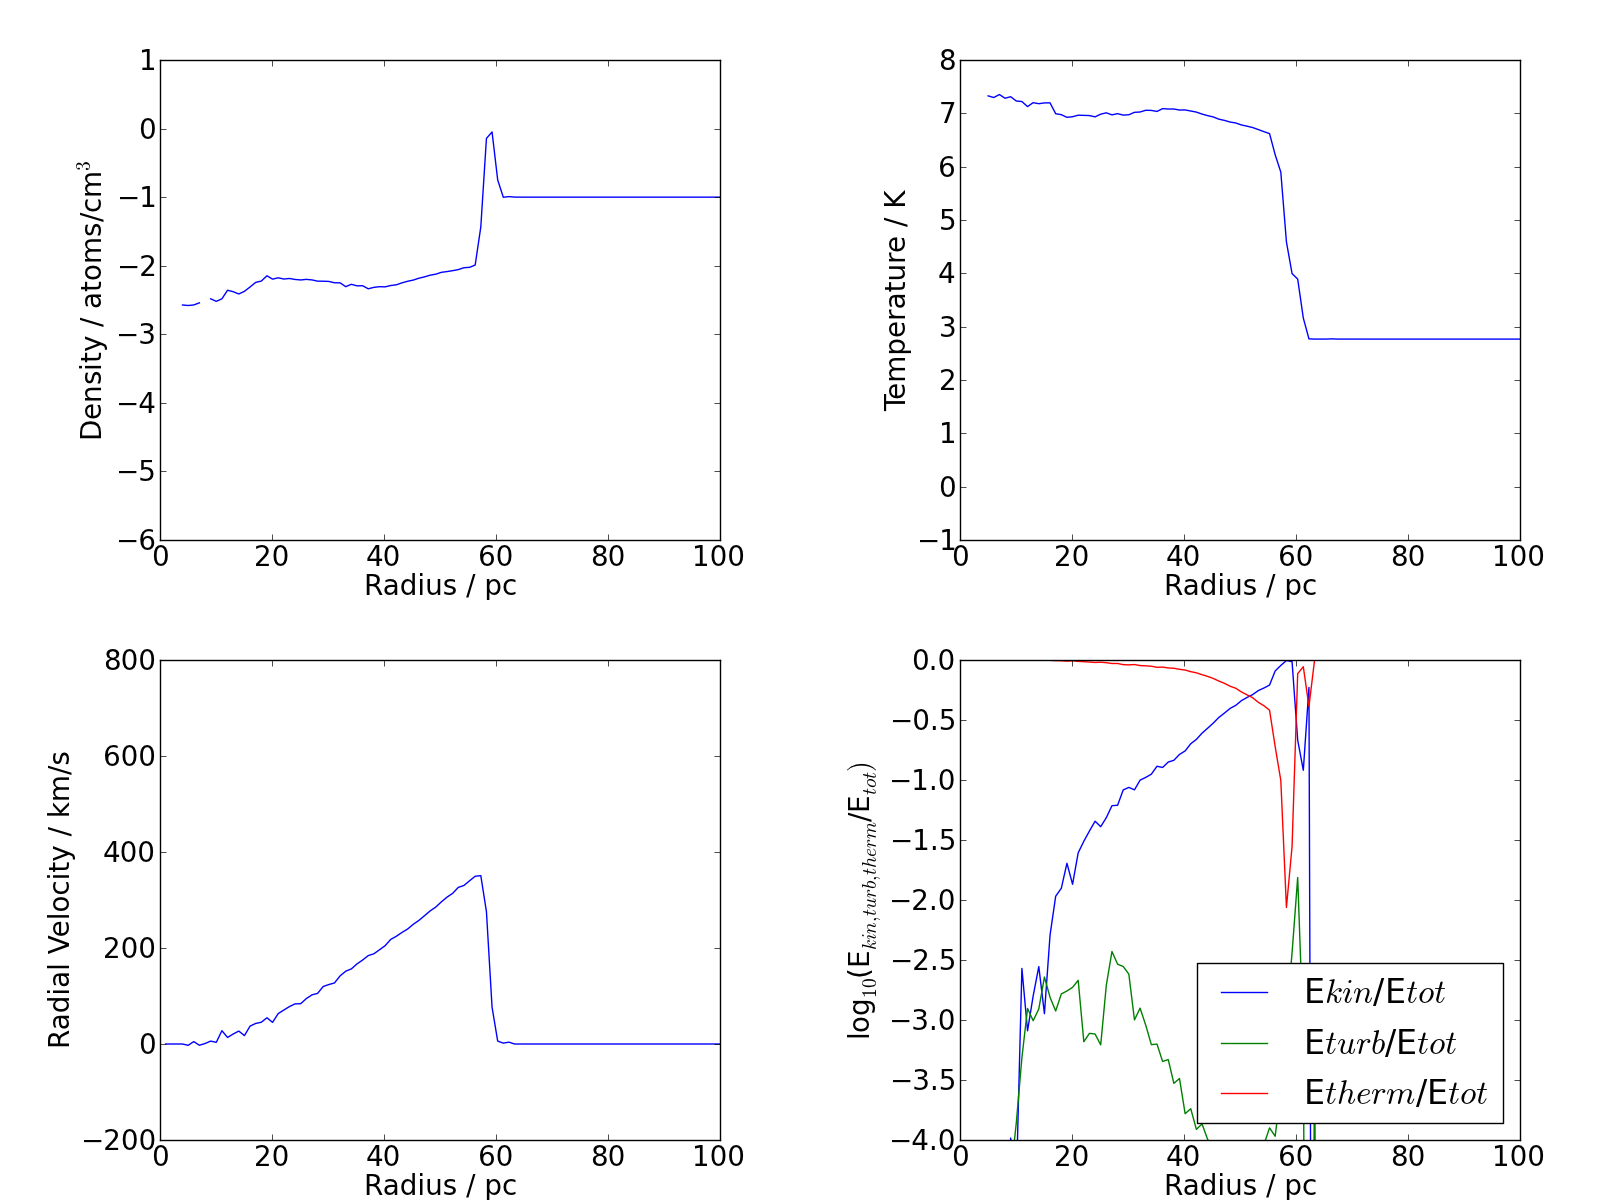 1
0
−1
−2
−3
−4
−5
−6
0 20 40 60 80 100
Radius / pc
Density / atoms/cm³
8
7
6
5
4
3
2
1
0
−1
0 20 40 60 80 100
Radius / pc
Temperature / K
800
600
400
200
0
−200
0 20 40 60 80 100
Radius / pc
Radial Velocity / km/s
0.0
−0.5
−1.0
−1.5
−2.0
−2.5
−3.0
−3.5
−4.0
0 20 40 60 80 100
Radius / pc
log₁₀(E_kin,turb,therm/E_tot)
Ekin/Etot
Eturb/Etot
Etherm/Etot